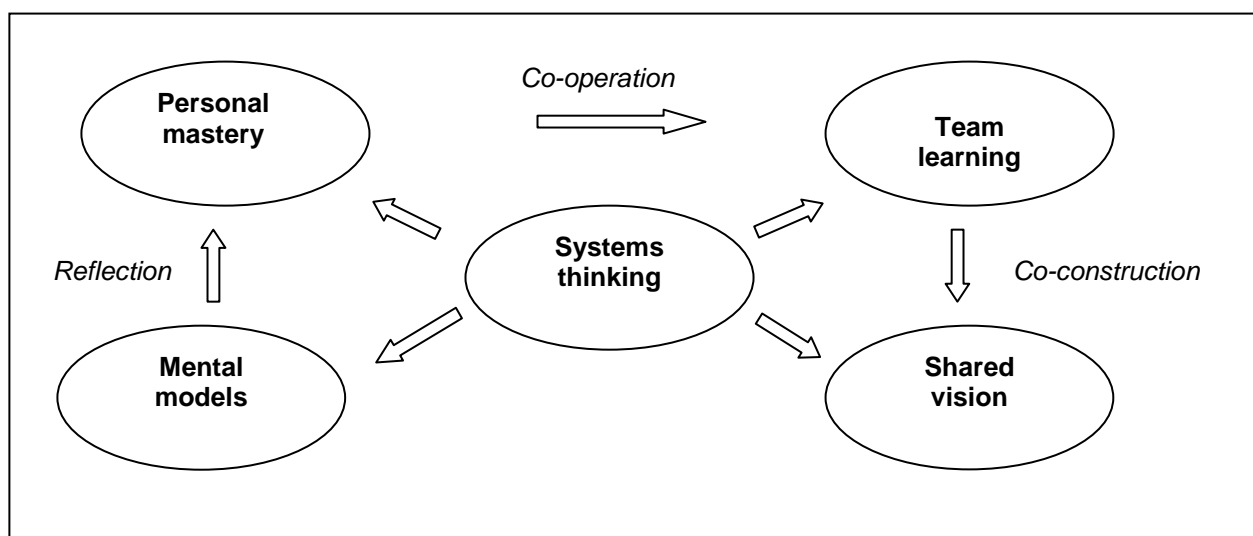 Personal
mastery
Co-operation
Team
learning
Systems
thinking
Reflection
Co-construction
Mental
models
Shared
vision